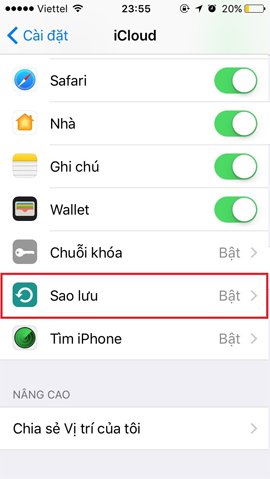 Viettel 23:55 20%
Cài đặt iCloud
Safari
Nhà
Ghi chú
Wallet
Chuỗi khóa Bật
Sao lưu Bật
Tìm iPhone Bật
NÂNG CAO
Chia sẻ Vị trí của tôi